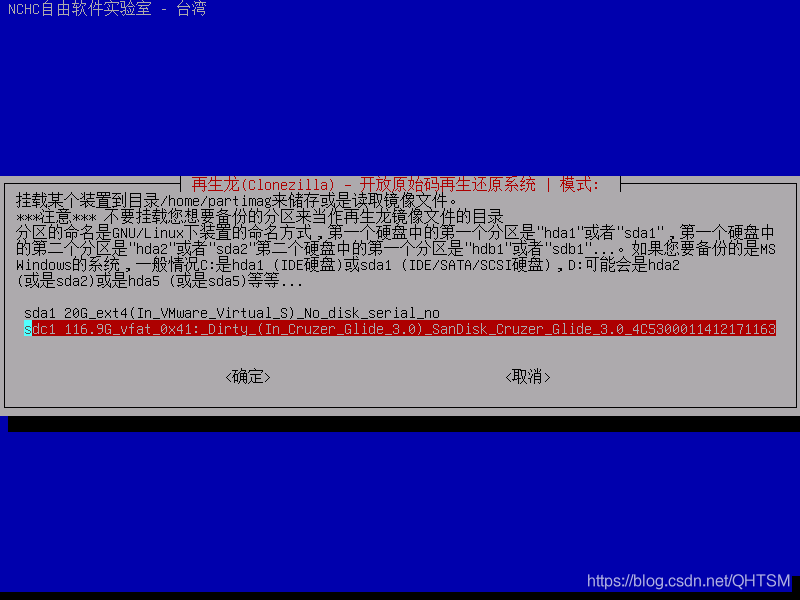 NCHC自由软件实验室 - 台湾
再生龙(Clonezilla) - 开放原始码再生还原系统 | 模式:
挂载某个装置到目录/home/partimag来储存或是读取镜像文件。
***注意*** 不要挂载您想要备份的分区来当作再生龙镜像文件的目录
分区的命名是GNU/Linux下装置的命名方式，第一个硬盘中的第一个分区是"hda1"或者"sda1"，第一个硬盘中
的第二个分区是"hda2"或者"sda2"第二个硬盘中的第一个分区是"hdb1"或者"sdb1"...。如果您要备份的是MS
Windows的系统，一般情况C:是hda1 (IDE硬盘)或sda1 (IDE/SATA/SCSI硬盘)，D:可能会是hda2
(或是sda2)或是hda5 (或是sda5)等等...
sda1 20G_ext4(In_VMware_Virtual_S)_No_disk_serial_no
sdc1 116.9G_vfat_0x41:_Dirty_(In_Cruzer_Glide_3.0)_SanDisk_Cruzer_Glide_3.0_4C5300011412171163
<确定> <取消>
https://blog.csdn.net/QHTSM